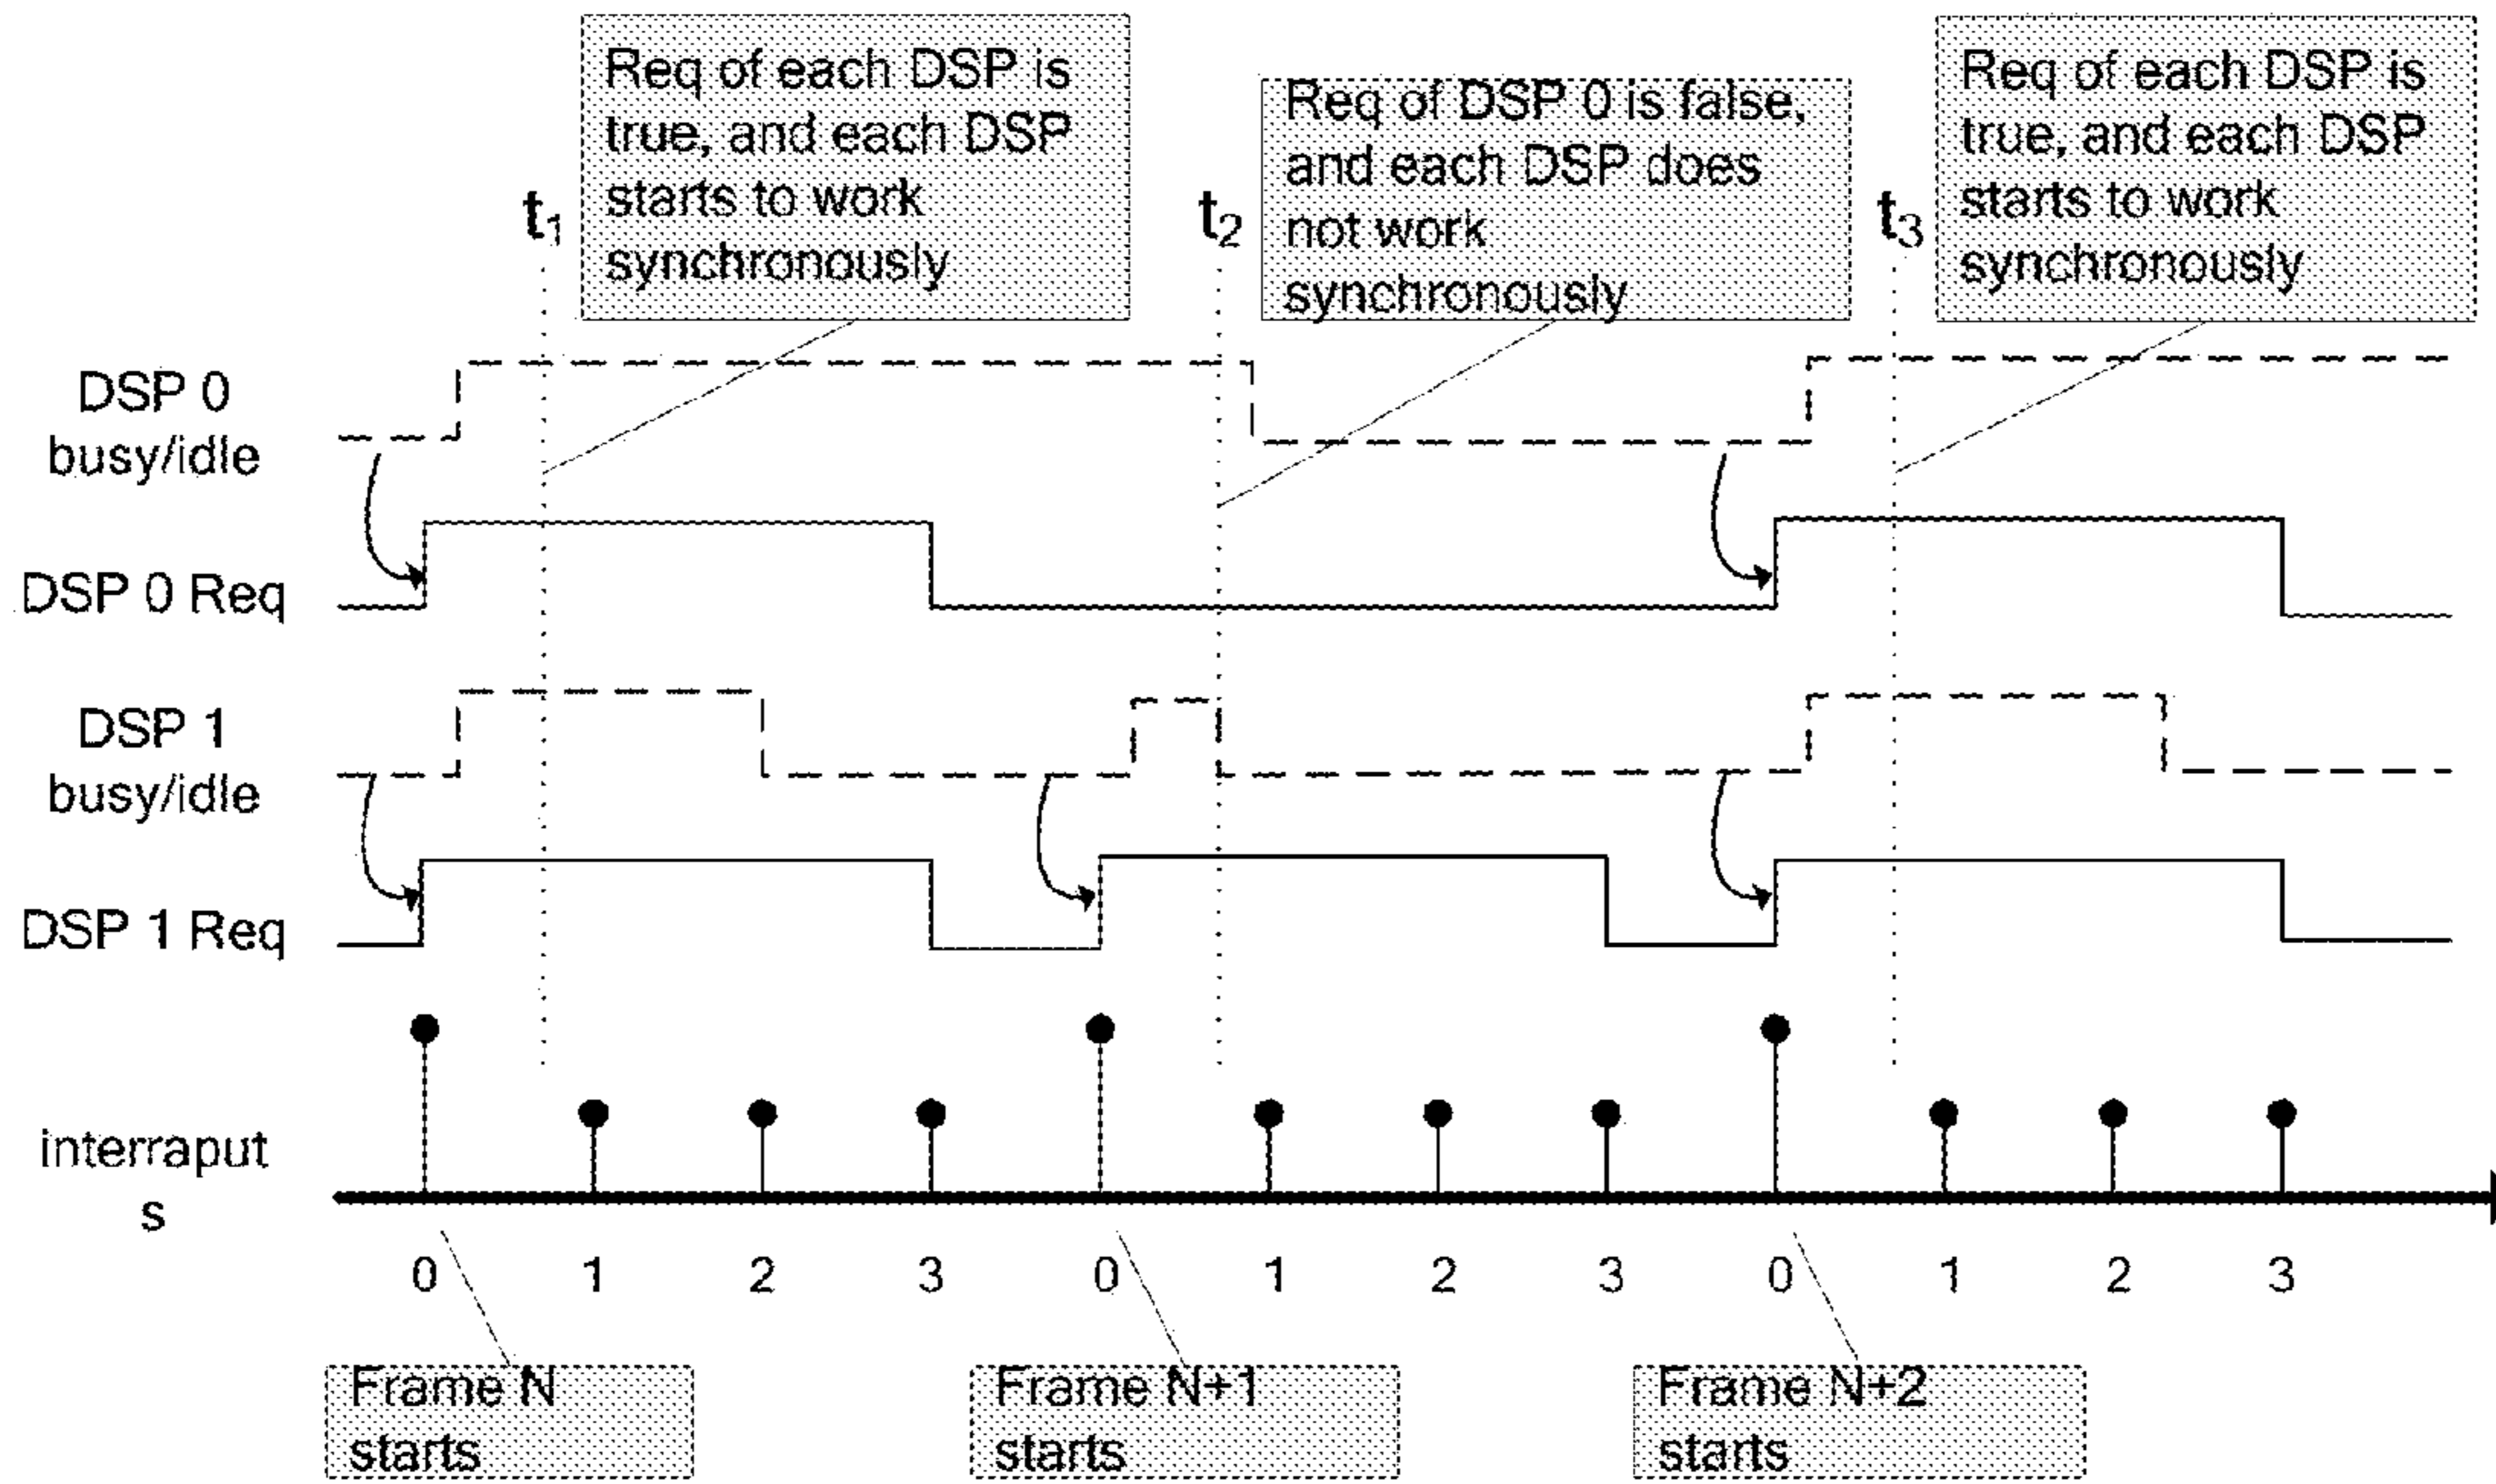 Req of each DSP is
true, and each DSP
starts to work
synchronously
Req of DSP 0 is false,
and each DSP does
not work
synchronously
Req of each DSP is
true, and each DSP
starts to work
synchronously
t1
t2
t3
DSP 0
busy/idle
DSP 0 Req
DSP 1
busy/idle
DSP 1 Req
interraput
s
0 1 2 3 0 1 2 3 0 1 2 3
Frame N
starts
Frame N+1
starts
Frame N+2
starts